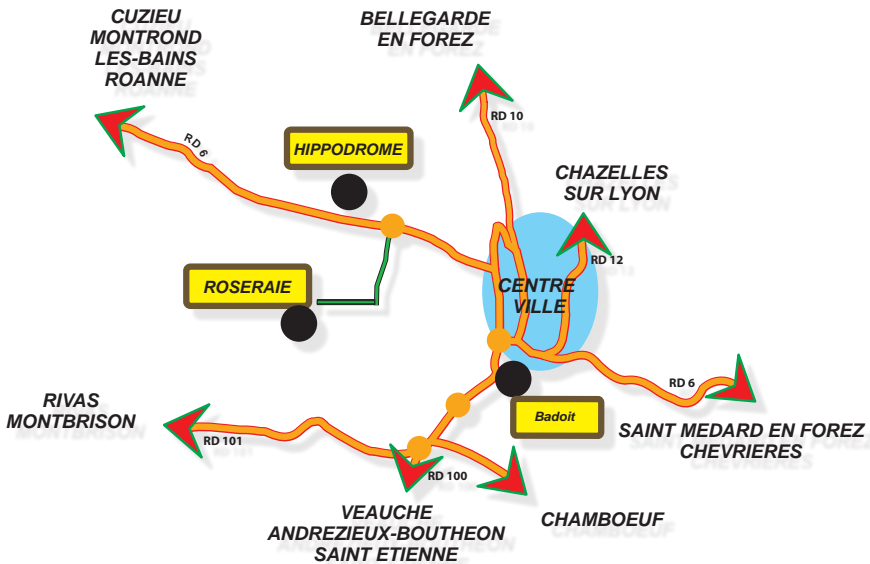 CUZIEU
MONTROND
LES-BAINS
ROANNE
BELLEGARDE
EN FOREZ
RD 10
RD 6
HIPPODROME
CHAZELLES
SUR LYON
RD 12
ROSERAIE
CENTRE
VILLE
RD 6
RIVAS
MONTBRISON
RD 101
Badoit
SAINT MEDARD EN FOREZ
CHEVRIERES
RD 100
VEAUCHE
ANDREZIEUX-BOUTHEON
SAINT ETIENNE
CHAMBOEUF